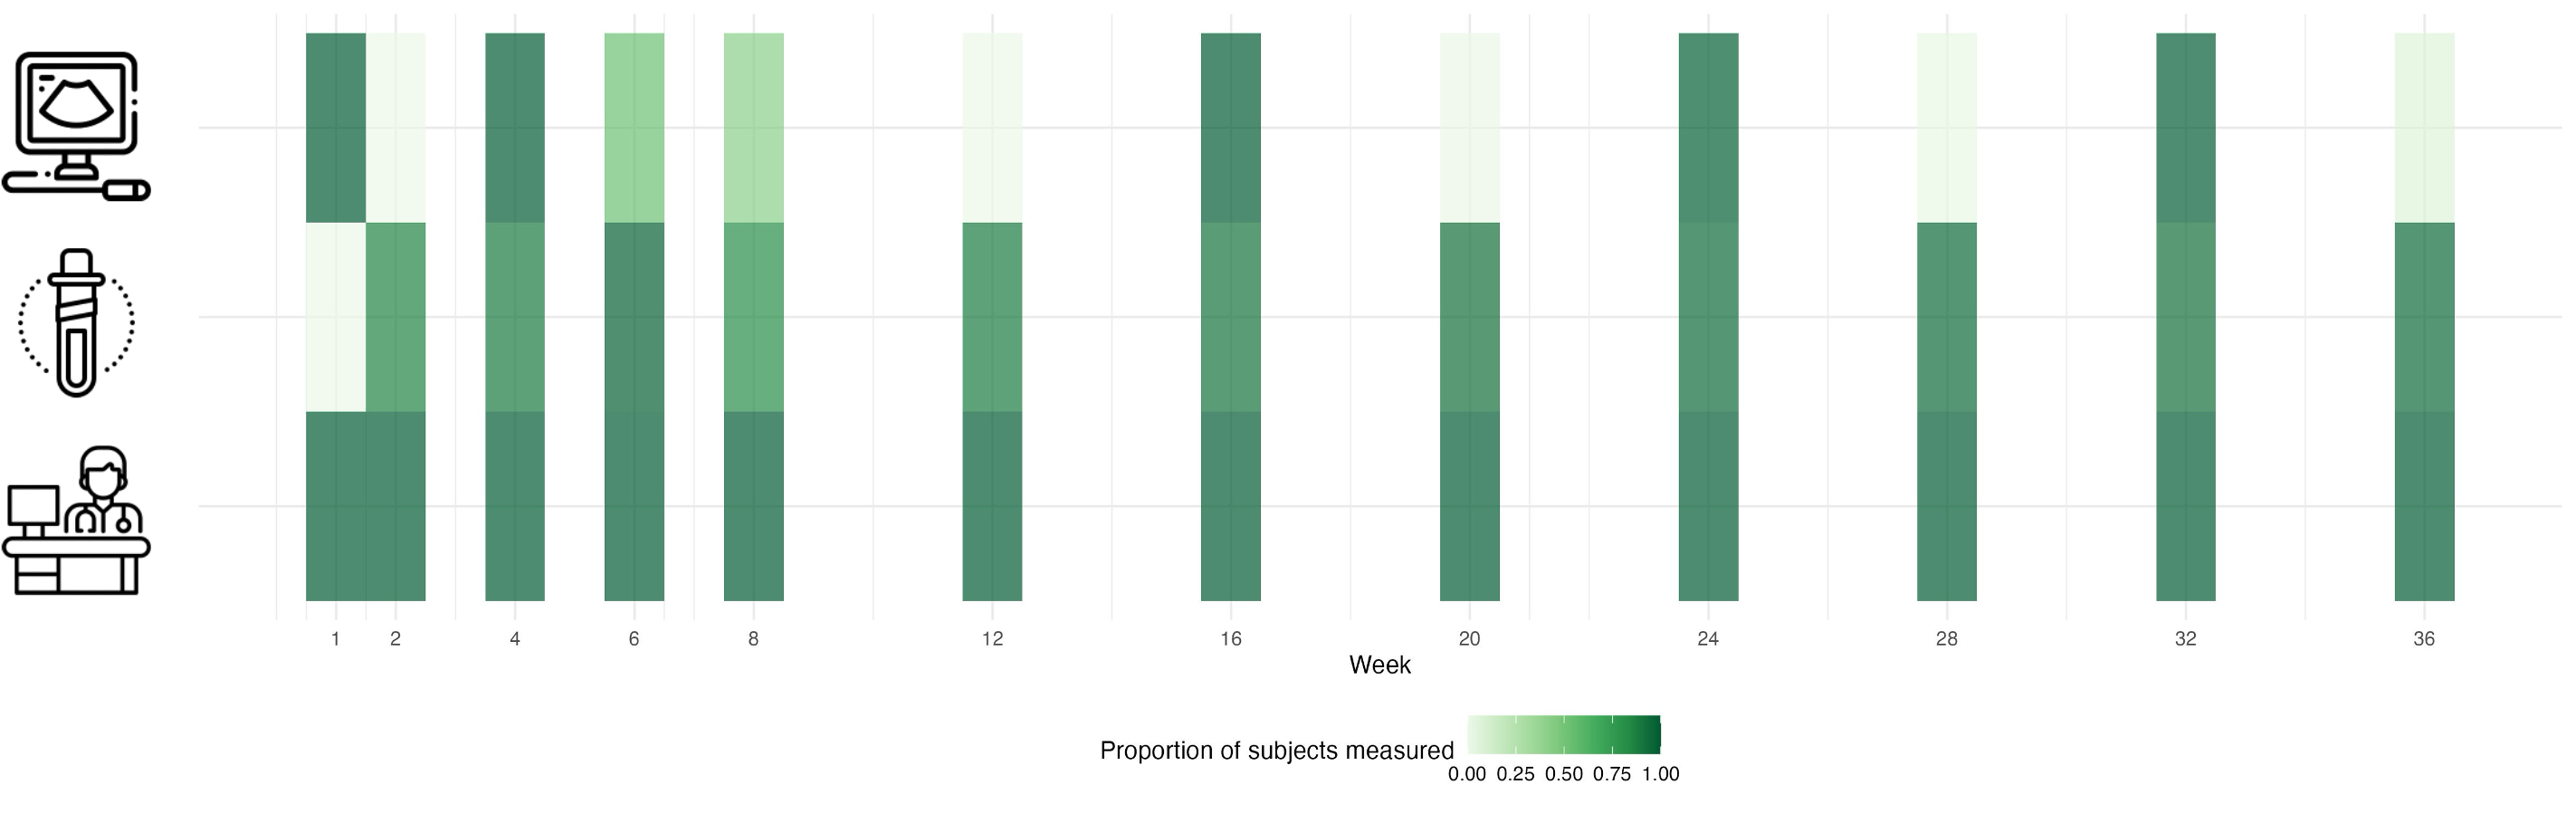 1 2 4 6 8 12 16 20 24 28 32 36
Week
Proportion of subjects measured
0.00 0.25 0.50 0.75 1.00